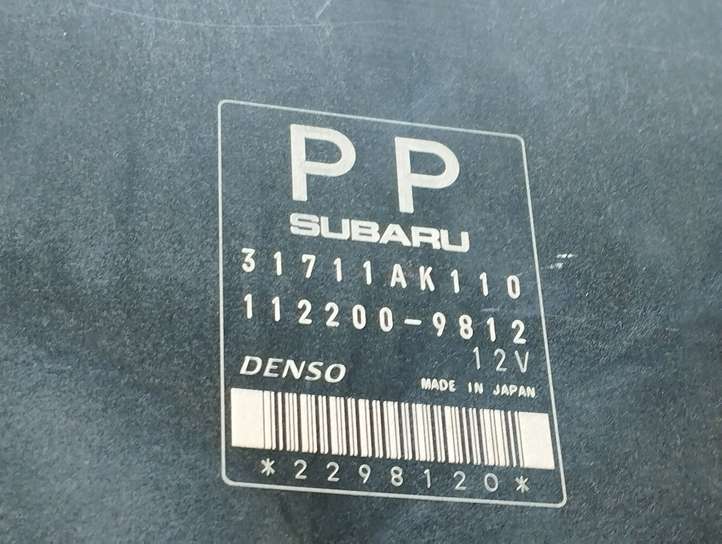 PP
SUBARU
31711AK110
112200-9812
12V
DENSO
MADE IN JAPAN
*2298120*